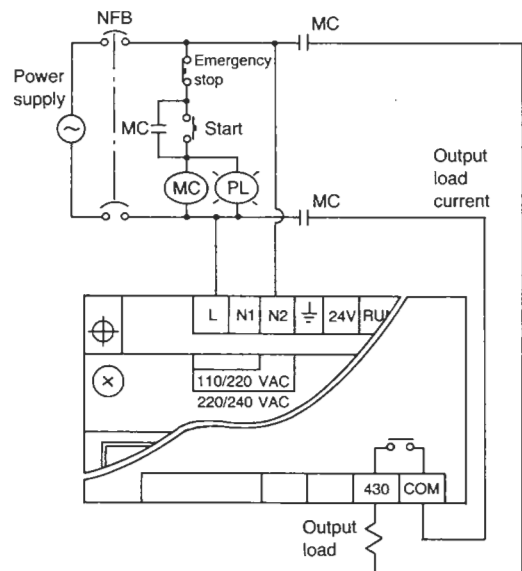 NFB
MC
Power
supply
Emergency
stop
MC
Start
MC
PL
MC
Output
load
current
L
N1
N2
24V
110/220 VAC
220/240 VAC
430
COM
Output
load